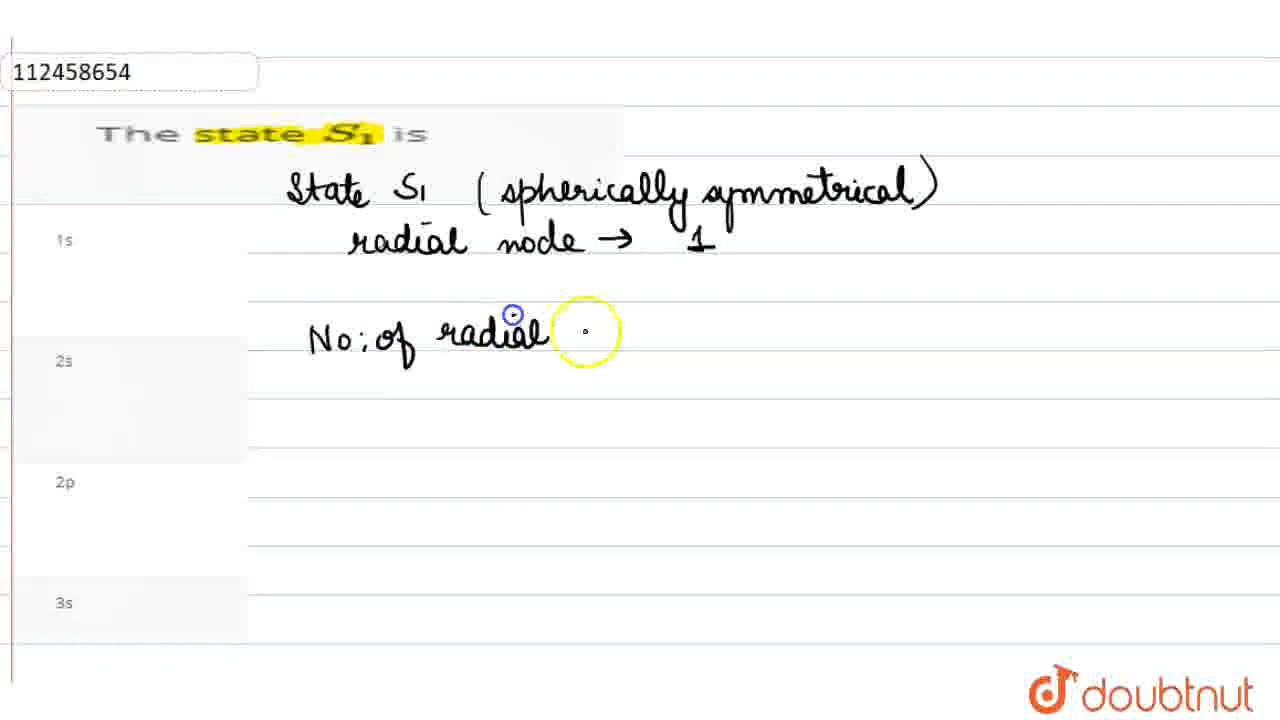 112458654
The state S₁ is
State S₁ (spherically symmetrical)
radial node → 1
1s
No: of radial
2s
2p
3s
doubtnut